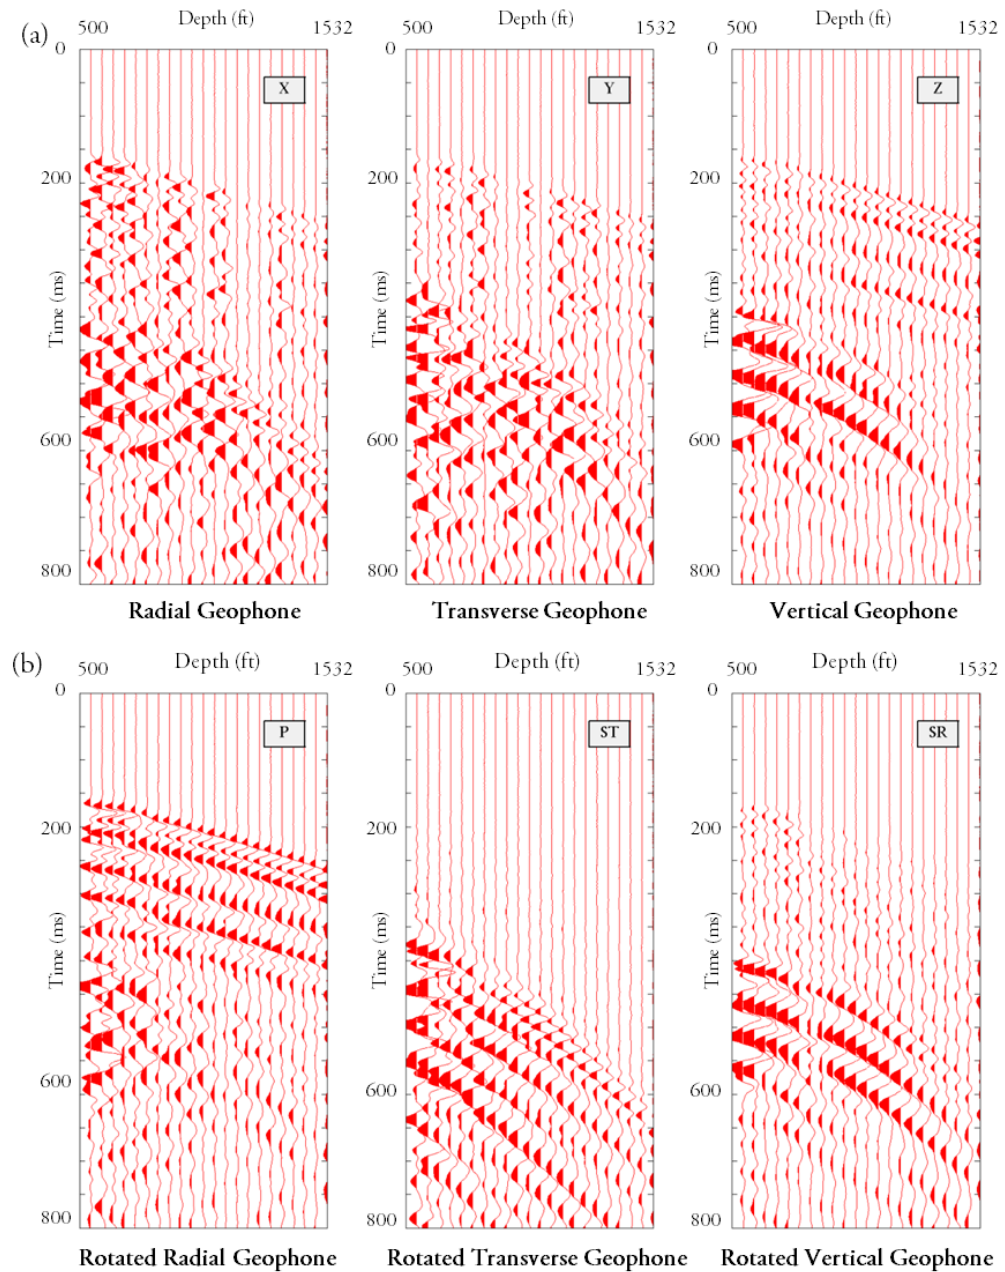 (a)
Depth (ft) Depth (ft) Depth (ft)
500 1532 500 1532 500 1532
0 0 0
X Y Z
200 200 200
Time (ms) Time (ms) Time (ms)
600 600 600
800 800 800
Radial Geophone Transverse Geophone Vertical Geophone
(b)
Depth (ft) Depth (ft) Depth (ft)
500 1532 500 1532 500 1532
0 0 0
P ST SR
200 200 200
Time (ms) Time (ms) Time (ms)
600 600 600
800 800 800
Rotated Radial Geophone Rotated Transverse Geophone Rotated Vertical Geophone